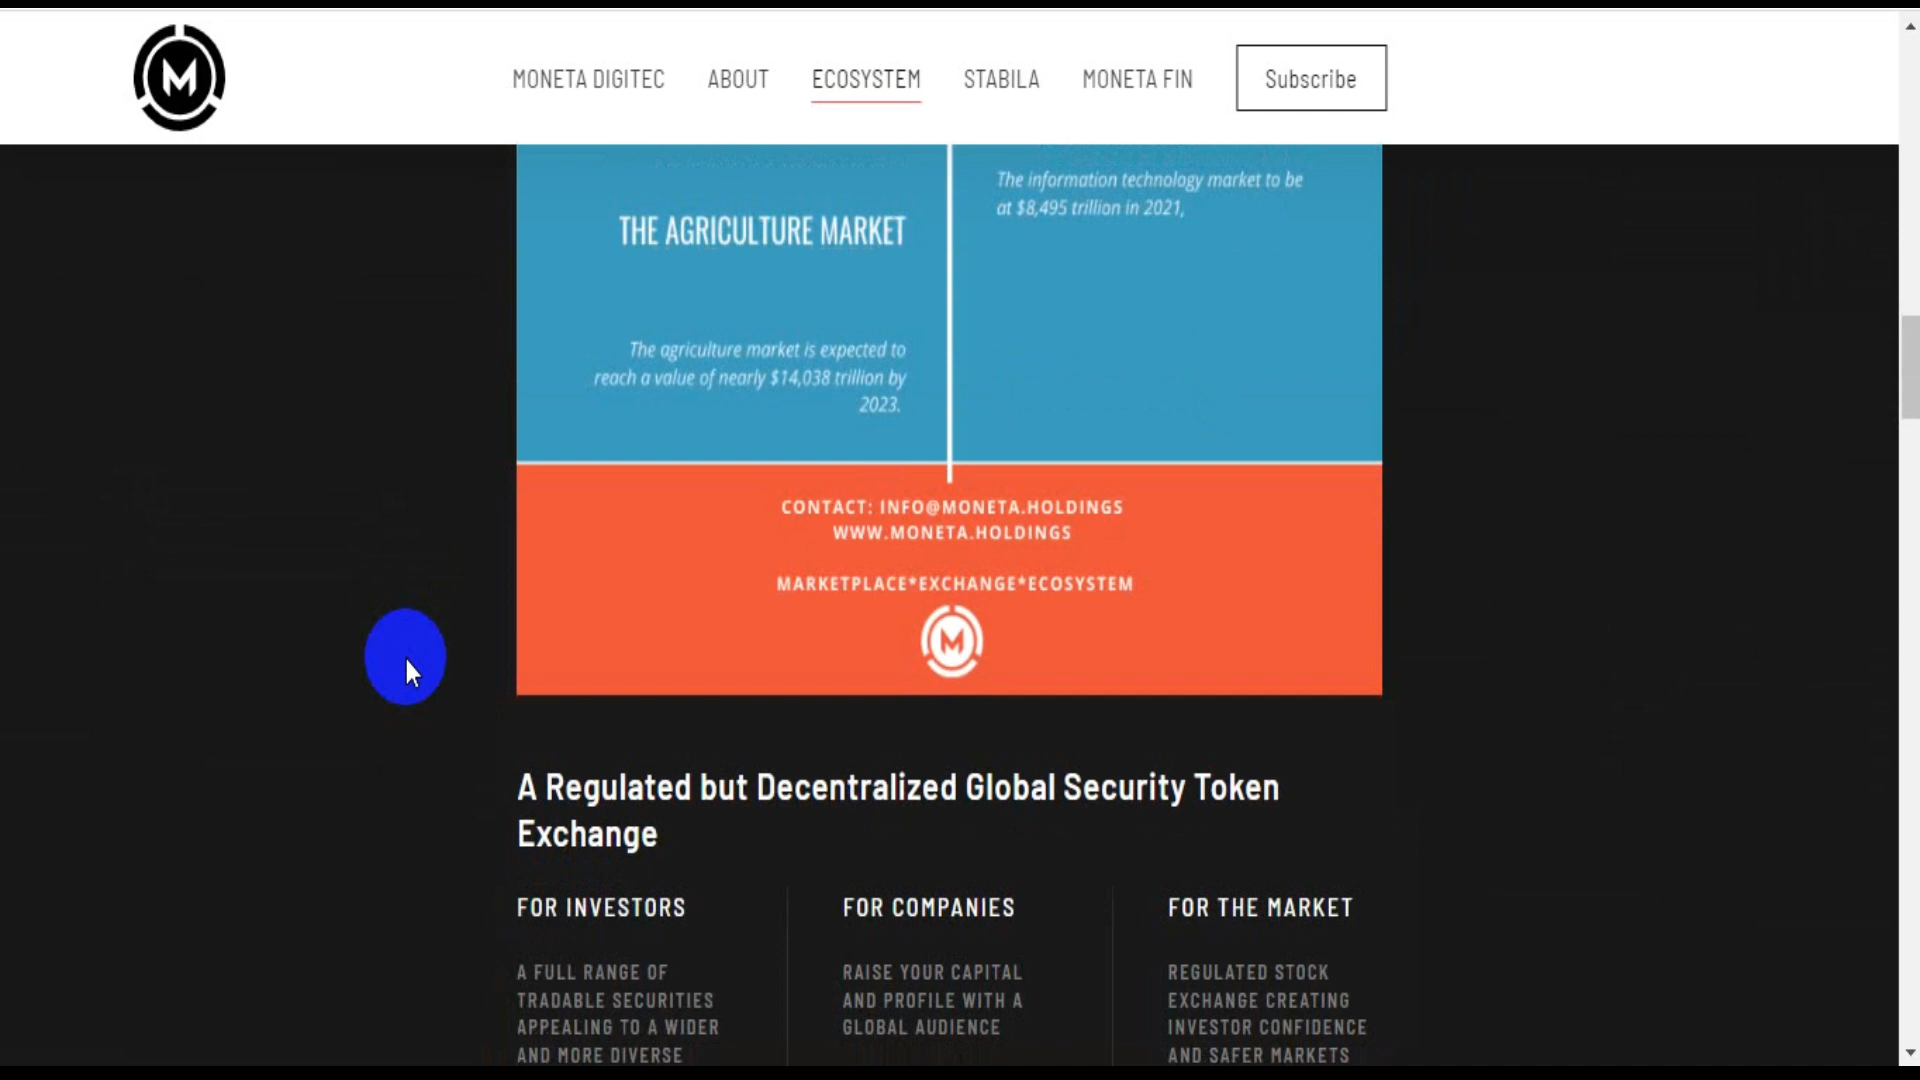 M
MONETA DIGITEC
ABOUT
ECOSYSTEM
STABILA
MONETA FIN
Subscribe
The information technology market to be
at $8,495 trillion in 2021,
THE AGRICULTURE MARKET
The agriculture market is expected to
reach a value of nearly $14,038 trillion by
2023.
CONTACT: INFO@MONETA.HOLDINGS
WWW.MONETA.HOLDINGS
MARKETPLACE*EXCHANGE*ECOSYSTEM
M
A Regulated but Decentralized Global Security Token
Exchange
FOR INVESTORS
A FULL RANGE OF
TRADABLE SECURITIES
APPEALING TO A WIDER
AND MORE DIVERSE
FOR COMPANIES
RAISE YOUR CAPITAL
AND PROFILE WITH A
GLOBAL AUDIENCE
FOR THE MARKET
REGULATED STOCK
EXCHANGE CREATING
INVESTOR CONFIDENCE
AND SAFER MARKETS